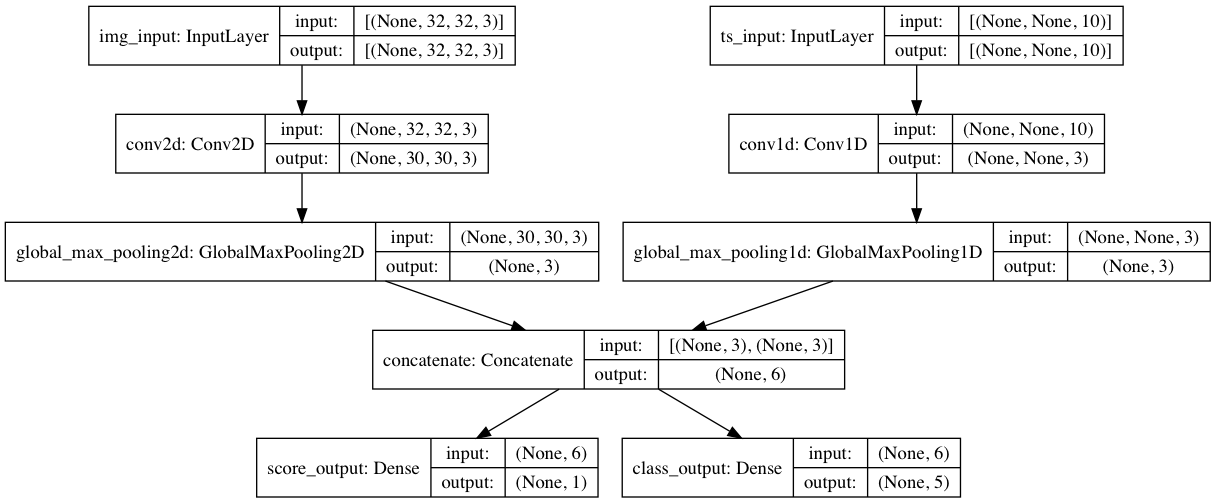 img_input: InputLayer
input:
[(None, 32, 32, 3)]
output:
[(None, 32, 32, 3)]
ts_input: InputLayer
input:
[(None, None, 10)]
output:
[(None, None, 10)]
conv2d: Conv2D
input:
(None, 32, 32, 3)
output:
(None, 30, 30, 3)
conv1d: Conv1D
input:
(None, None, 10)
output:
(None, None, 3)
global_max_pooling2d: GlobalMaxPooling2D
input:
(None, 30, 30, 3)
output:
(None, 3)
global_max_pooling1d: GlobalMaxPooling1D
input:
(None, None, 3)
output:
(None, 3)
concatenate: Concatenate
input:
[(None, 3), (None, 3)]
output:
(None, 6)
score_output: Dense
input:
(None, 6)
output:
(None, 1)
class_output: Dense
input:
(None, 6)
output:
(None, 5)